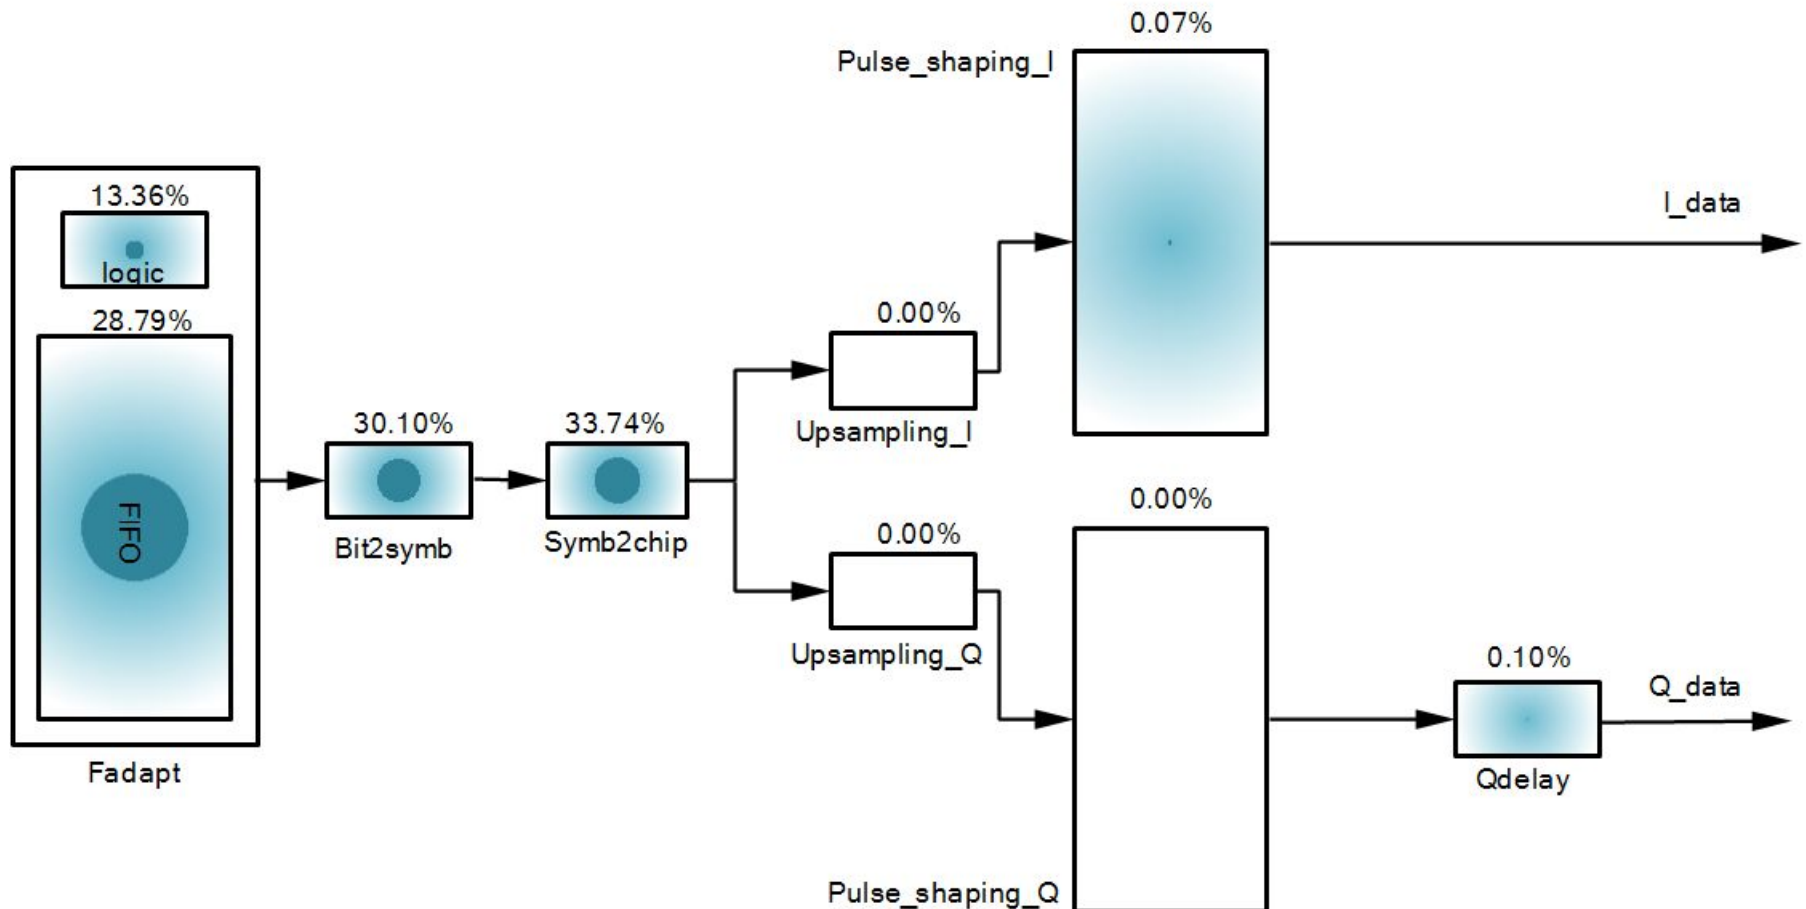 0.07%
Pulse_shaping_I
13.36%
logic
28.79%
FIFO
Fadapt
30.10%
Bit2symb
33.74%
Symb2chip
0.00%
Upsampling_I
I_data
0.00%
Upsampling_Q
0.00%
Pulse_shaping_Q
0.10%
Qdelay
Q_data